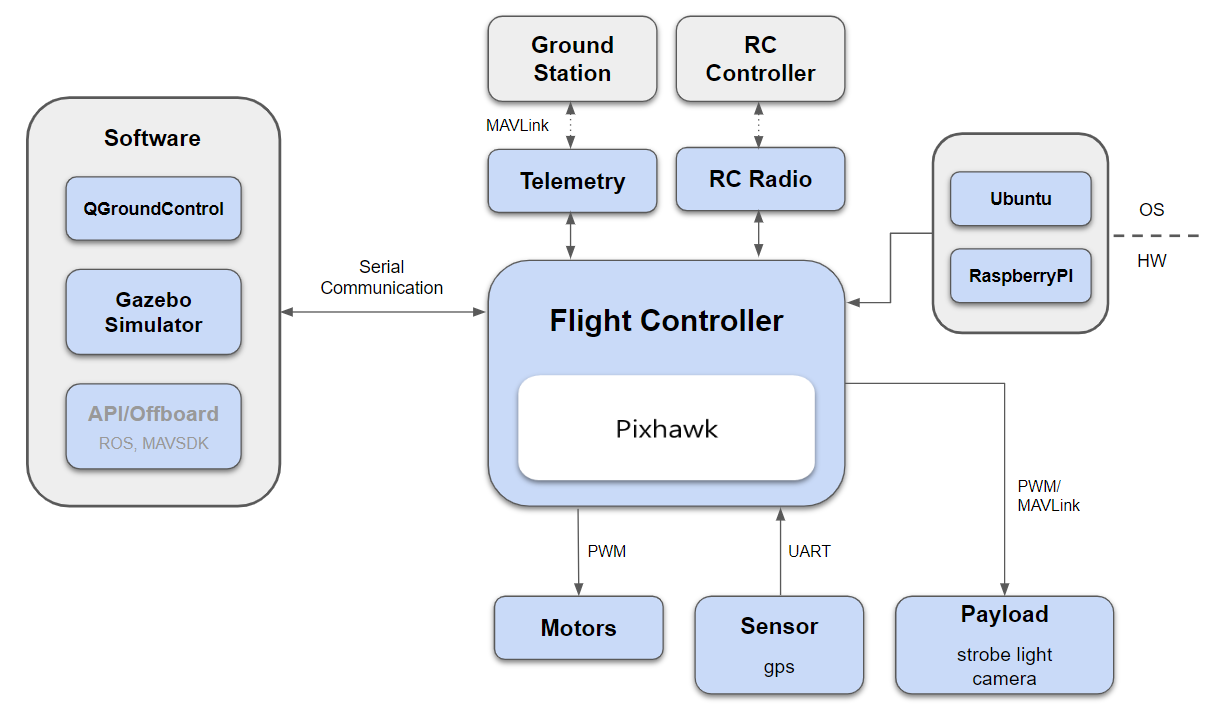 Ground
Station
RC
Controller
MAVLink
Telemetry
RC Radio
Software
QGroundControl
Gazebo
Simulator
API/Offboard
ROS, MAVSDK
Serial
Communication
Flight Controller
Pixhawk
Ubuntu
RaspberryPI
OS
HW
PWM
UART
PWM/
MAVLink
Motors
Sensor
gps
Payload
strobe light
camera